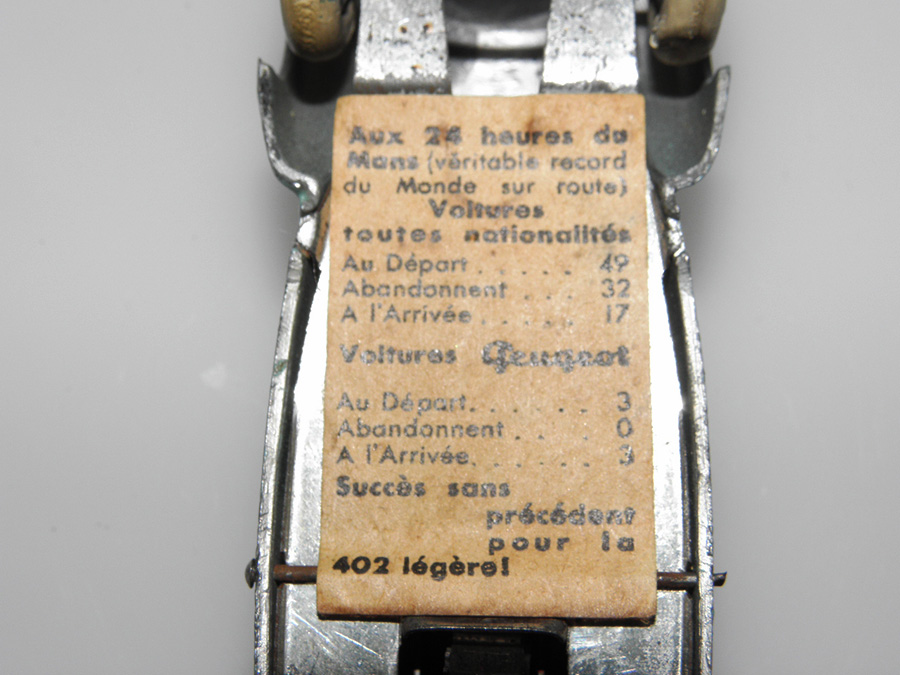 Aux 24 heures du
Mans (véritable record
du Monde sur route)
Voitures
toutes nationalités
Au Départ . . . . . 49
Abandonnent . . . 32
A l'Arrivée . . . . . 17
Voitures Peugeot
Au Départ. . . . . . 3
Abandonnent . . . . 0
A l'Arrivée. . . . . . 3
Succès sans
précédent
pour la
402 légère!